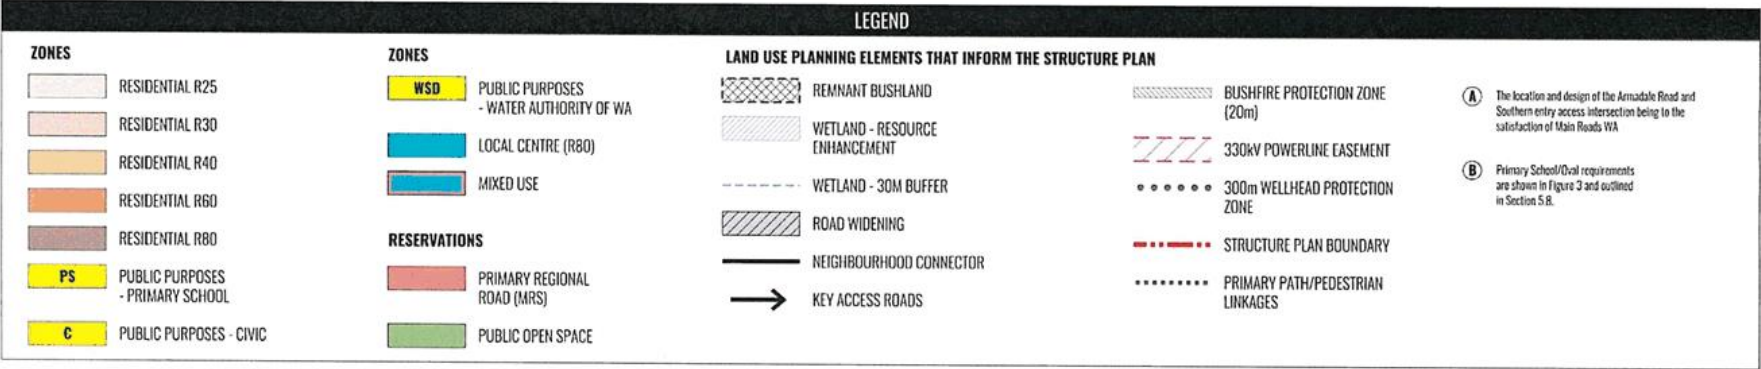 LEGEND
ZONES
RESIDENTIAL R25
RESIDENTIAL R30
RESIDENTIAL R40
RESIDENTIAL R60
RESIDENTIAL R80
PS
PUBLIC PURPOSES
- PRIMARY SCHOOL
C
PUBLIC PURPOSES - CIVIC
ZONES
WSD
PUBLIC PURPOSES
- WATER AUTHORITY OF WA
LOCAL CENTRE (R80)
MIXED USE
RESERVATIONS
PRIMARY REGIONAL
ROAD (MRS)
PUBLIC OPEN SPACE
LAND USE PLANNING ELEMENTS THAT INFORM THE STRUCTURE PLAN
REMNANT BUSHLAND
WETLAND - RESOURCE
ENHANCEMENT
WETLAND - 30M BUFFER
ROAD WIDENING
NEIGHBOURHOOD CONNECTOR
KEY ACCESS ROADS
BUSHFIRE PROTECTION ZONE
(20m)
330kV POWERLINE EASEMENT
300m WELLHEAD PROTECTION
ZONE
STRUCTURE PLAN BOUNDARY
PRIMARY PATH/PEDESTRIAN
LINKAGES
A
The location and design of the Armadale Road and
Southern entry access intersection being to the
satisfaction of Main Roads WA
B
Primary School/Oval requirements
are shown in Figure 3 and outlined
in Section 5.8.